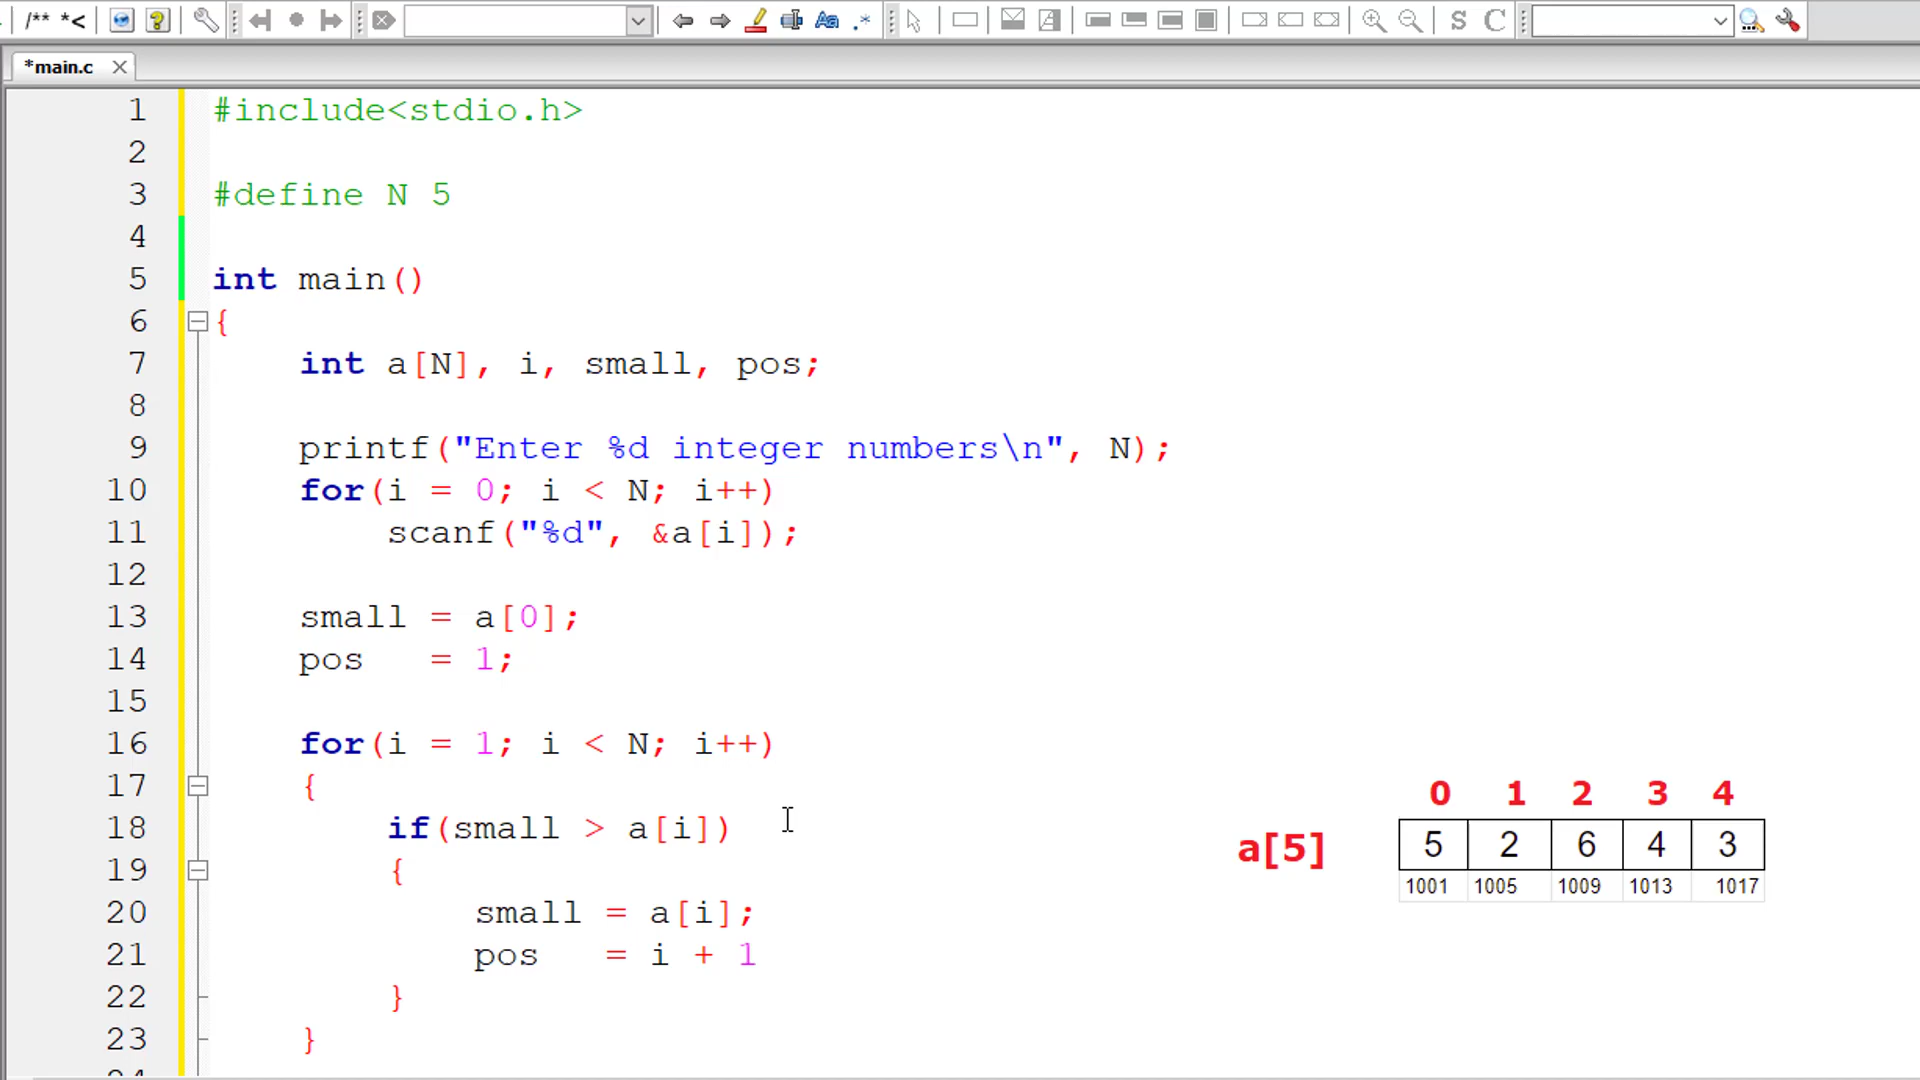 /** *<
Aa .* S C
*main.c
1 #include<stdio.h>
2
3 #define N 5
4
5 int main()
6 {
7 int a[N], i, small, pos;
8
9 printf("Enter %d integer numbers\n", N);
10 for(i = 0; i < N; i++)
11 scanf("%d", &a[i]);
12
13 small = a[0];
14 pos = 1;
15
16 for(i = 1; i < N; i++)
17 {
18 if(small > a[i])
19 {
20 small = a[i];
21 pos = i + 1
22 }
23 }
0 1 2 3 4
a[5] 5 2 6 4 3
1001 1005 1009 1013 1017